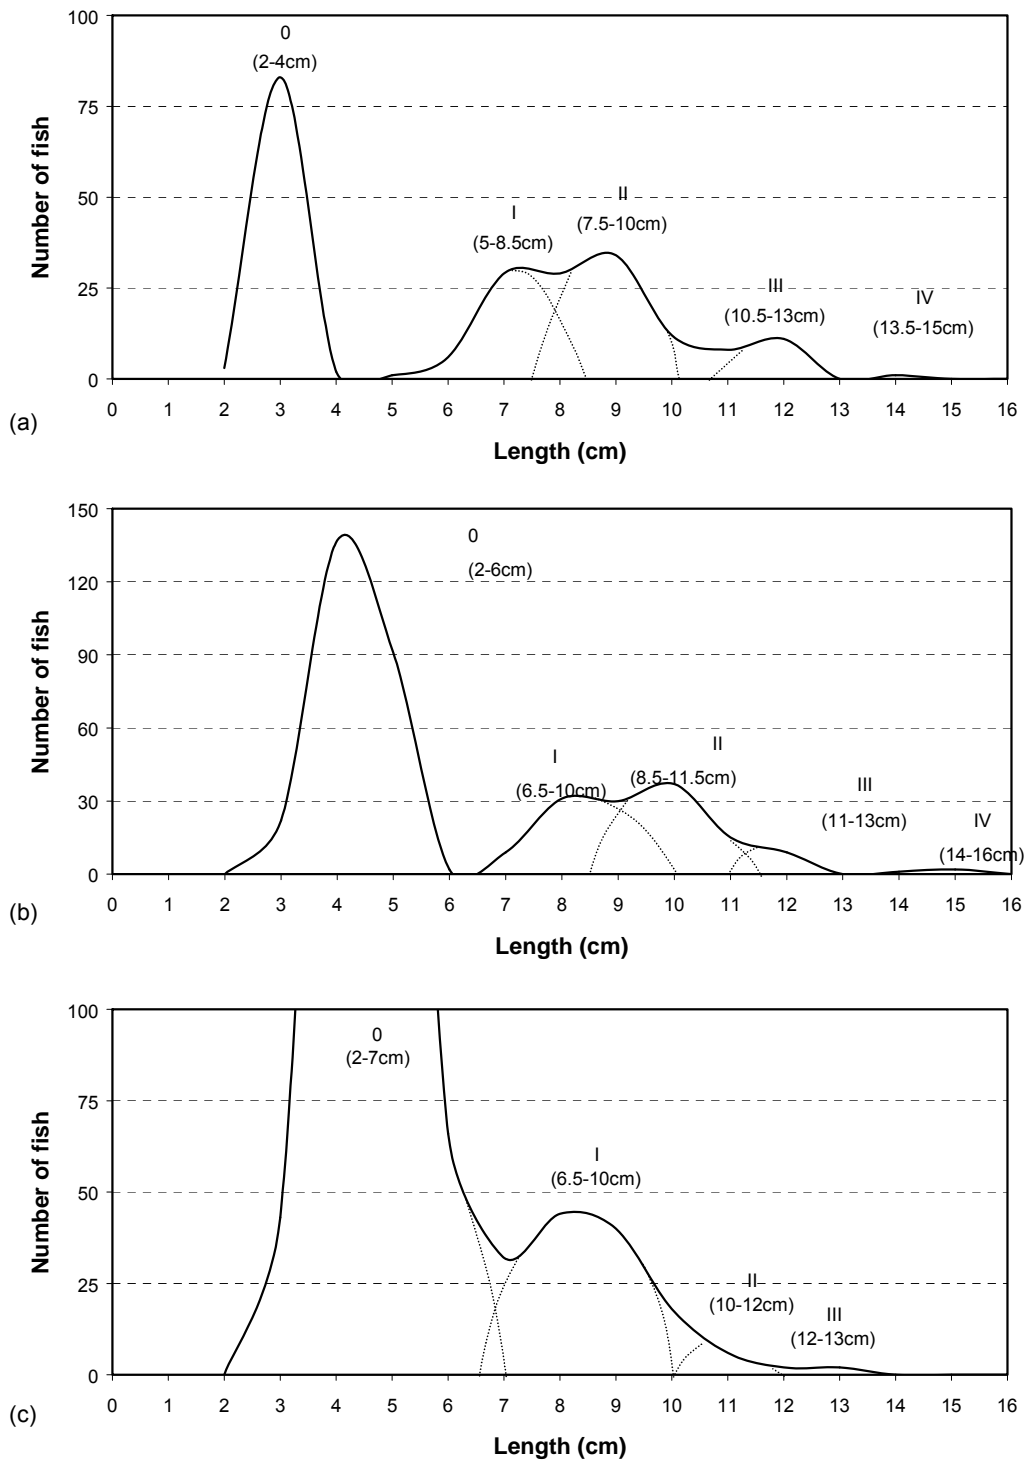 100
75
50
25
0
Number of fish
0
(2-4cm)
I
(5-8.5cm)
II
(7.5-10cm)
III
(10.5-13cm)
IV
(13.5-15cm)
0 1 2 3 4 5 6 7 8 9 10 11 12 13 14 15 16
(a)
Length (cm)
150
120
90
60
30
0
Number of fish
0
(2-6cm)
I
(6.5-10cm)
II
(8.5-11.5cm)
III
(11-13cm)
IV
(14-16cm)
0 1 2 3 4 5 6 7 8 9 10 11 12 13 14 15 16
(b)
Length (cm)
100
75
50
25
0
Number of fish
0
(2-7cm)
I
(6.5-10cm)
II
(10-12cm)
III
(12-13cm)
0 1 2 3 4 5 6 7 8 9 10 11 12 13 14 15 16
(c)
Length (cm)